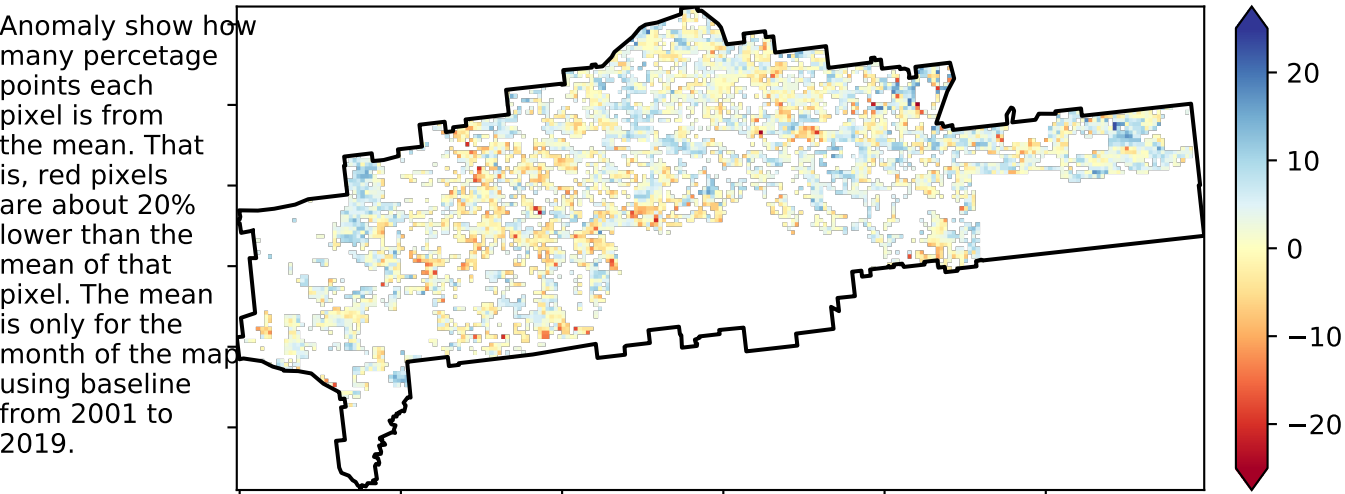 Anomaly show how
many percetage
points each
pixel is from
the mean. That
is, red pixels
are about 20%
lower than the
mean of that
pixel. The mean
is only for the
month of the map
using baseline
from 2001 to
2019.
20
10
0
−10
−20